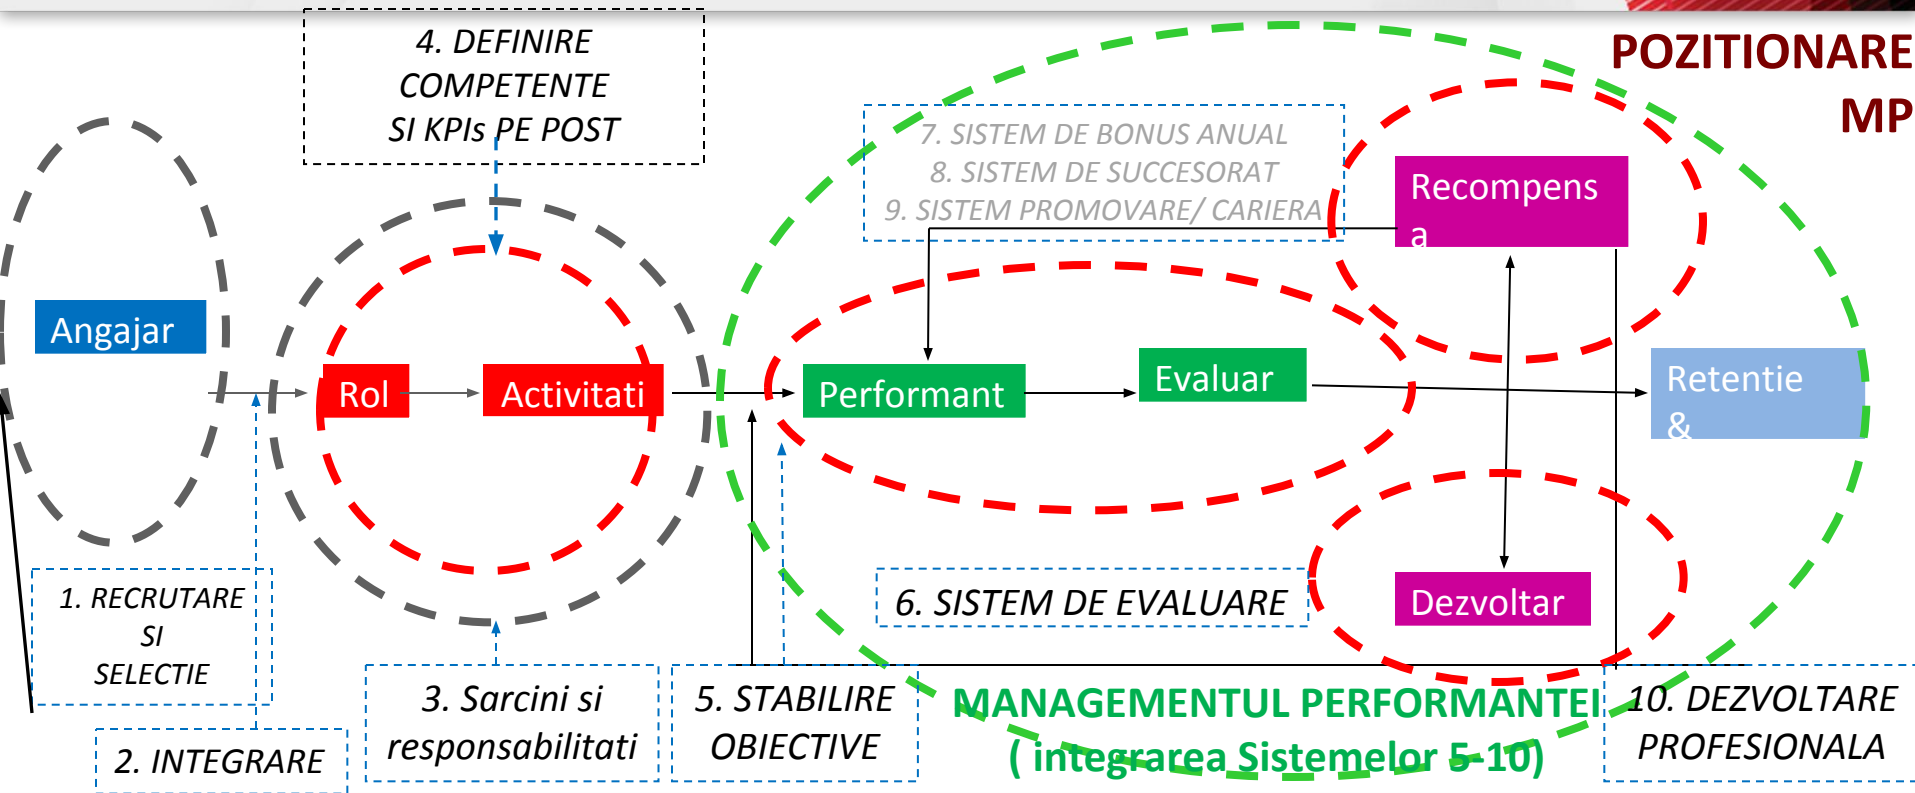 POZITIONARE
MP
4. DEFINIRE
COMPETENTE
SI KPIs PE POST
7. SISTEM DE BONUS ANUAL
8. SISTEM DE SUCCESORAT
9. SISTEM PROMOVARE/ CARIERA
Recompens
a
Angajar
Rol
Activitati
Performant
Evaluar
Retentie
&
1. RECRUTARE
SI
SELECTIE
6. SISTEM DE EVALUARE
Dezvoltar
2. INTEGRARE
3. Sarcini si
responsabilitati
5. STABILIRE
OBIECTIVE
MANAGEMENTUL PERFORMANTEI
( integrarea Sistemelor 5-10)
10. DEZVOLTARE
PROFESIONALA